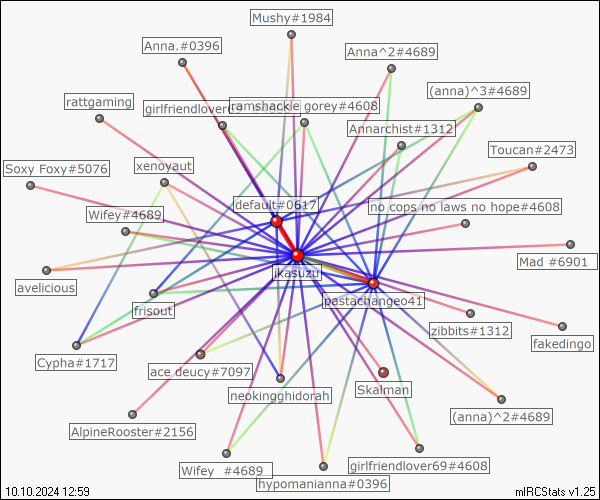 Mushy#1984
Anna.#0396
Anna^2#4689
rattgaming
(anna)^3#4689
ramshackle gorey#4608
girlfriendlover
Annarchist#1312
Toucan#2473
Soxy Foxy#5076
xenoyaut
default#0617
no cops no laws no hope#4608
Wifey#4689
Mad #6901
jkasuzu
avelicious
pastachangeo41
frisout
zibbits#1312
fakedingo
Cypha#1717
ace deucy#7097
Skalman
neokingghidorah
(anna)^2#4689
AlpineRooster#2156
Wifey #4689
girlfriendlover69#4608
hypomanianna#0396
10.10.2024 12:59
mIRCStats v1.25